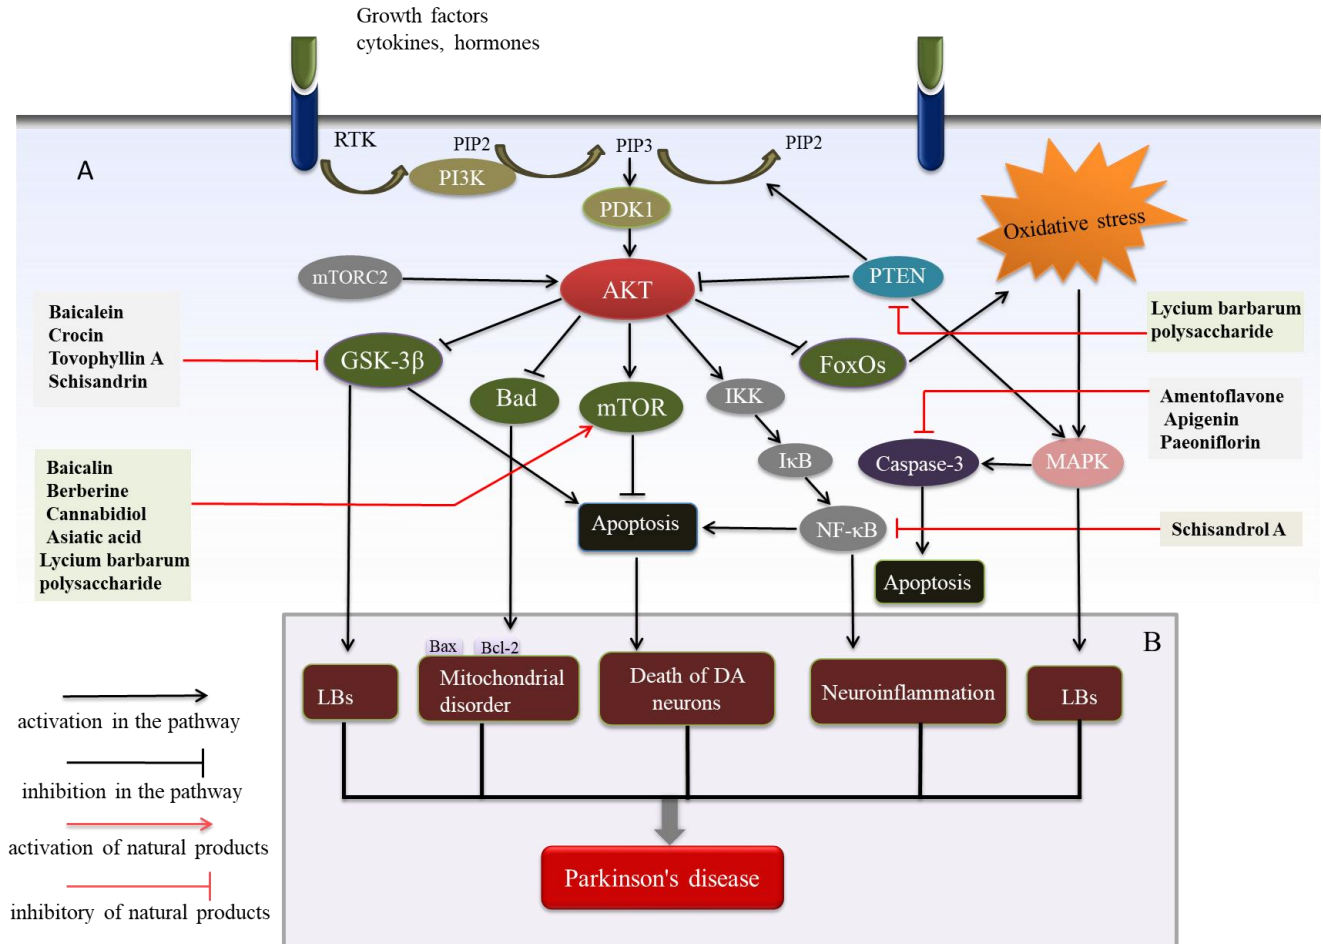 Growth factors
cytokines, hormones
A
RTK
PIP2
PIP3
PIP2
PI3K
PDK1
Oxidative stress
mTORC2
AKT
PTEN
Baicalein
Crocin
Tovophyllin A
Schisandrin
Lycium barbarum
polysaccharide
GSK-3β
Bad
mTOR
IKK
FoxOs
Amentoflavone
Apigenin
Paeoniflorin
IκB
Caspase-3
MAPK
Baicalin
Berberine
Cannabidiol
Asiatic acid
Lycium barbarum
polysaccharide
Apoptosis
NF-κB
Schisandrol A
Apoptosis
B
Bax
Bcl-2
LBs
Mitochondrial
disorder
Death of DA
neurons
Neuroinflammation
LBs
activation in the pathway
inhibition in the pathway
activation of natural products
inhibitory of natural products
Parkinson's disease